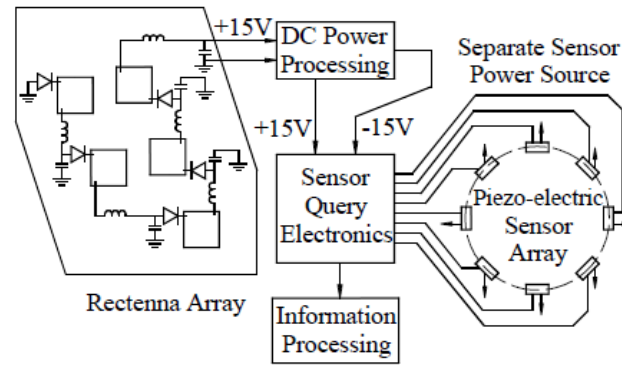 +15V
DC Power
Processing
Separate Sensor
Power Source
+15V
-15V
Sensor
Query
Electronics
Piezo-electric
Sensor
Array
Rectenna Array
Information
Processing